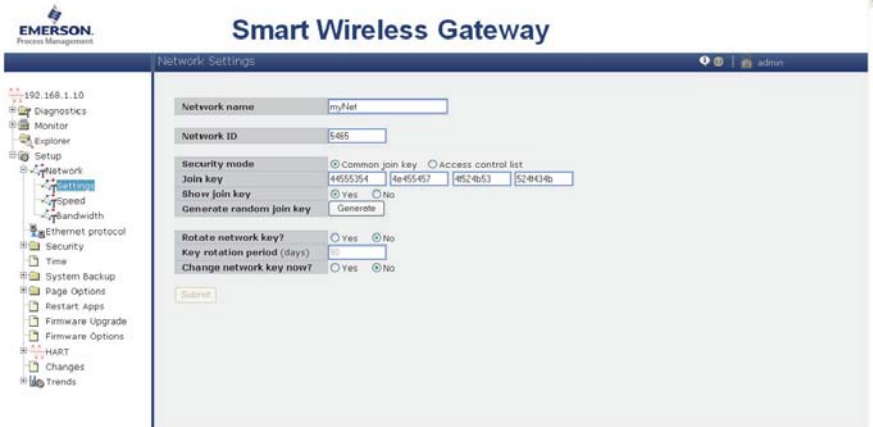 EMERSON.
Process Management
Smart Wireless Gateway
Network Settings
admin
192.168.1.10
Diagnostics
Monitor
Explorer
Setup
Network
Settings
Speed
Bandwidth
Ethernet protocol
Security
Time
System Backup
Page Options
Restart Apps
Firmware Upgrade
Firmware Options
HART
Changes
Trends
Network name myNet
Network ID 5465
Security mode Common join key Access control list
Join key 44555354 4e455457 4f524b53 524f434b
Show join key Yes No
Generate random join key Generate
Rotate network key? Yes No
Key rotation period (days) 90
Change network key now? Yes No
Submit